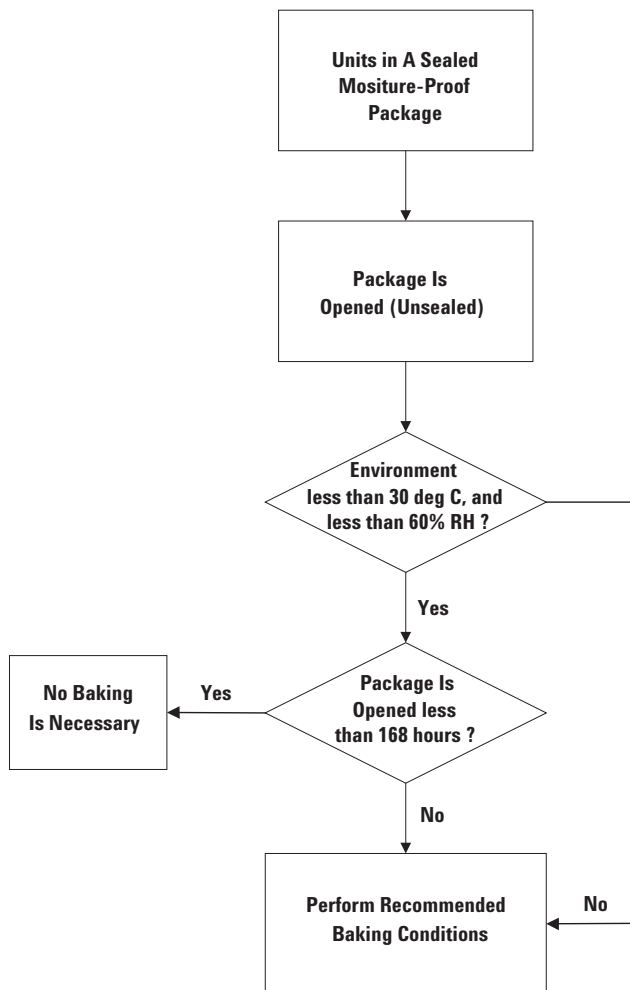 Units in A Sealed
Mositure-Proof
Package
Package Is
Opened (Unsealed)
Environment
less than 30 deg C, and
less than 60% RH ?
Yes
No Baking
Is Necessary
Yes
Package Is
Opened less
than 168 hours ?
No
Perform Recommended
Baking Conditions
No